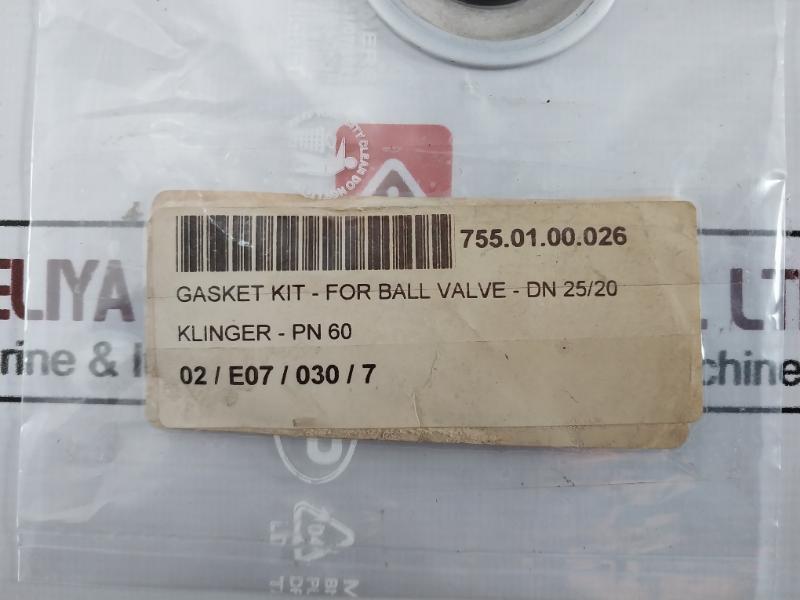 755.01.00.026
GASKET KIT - FOR BALL VALVE - DN 25/20
KLINGER - PN 60
02 / E07 / 030 / 7